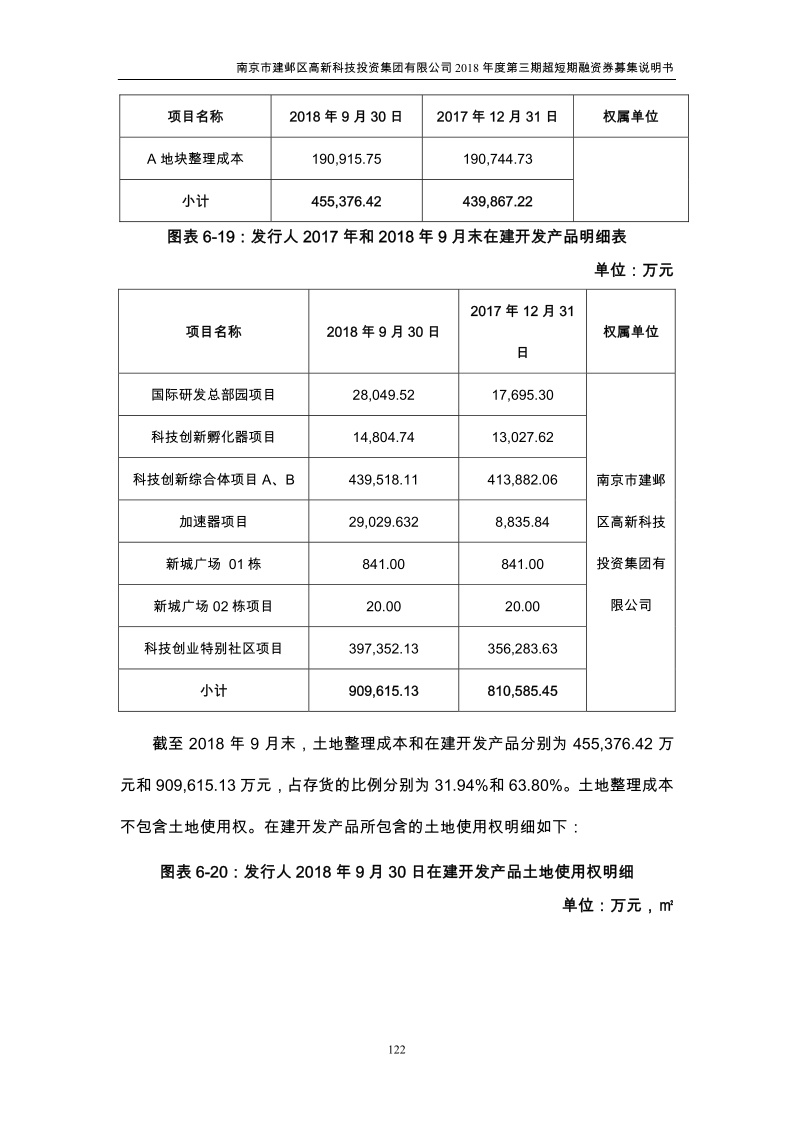 南京市建邺区高新科技投资集团有限公司 2018 年度第三期超短期融资券募集说明书
项目名称 2018 年 9 月 30 日 2017 年 12 月 31 日 权属单位
A 地块整理成本 190,915.75 190,744.73
小计 455,376.42 439,867.22
图表 6-19：发行人 2017 年和 2018 年 9 月末在建开发产品明细表
单位：万元
项目名称 2018 年 9 月 30 日 2017 年 12 月 31 日 权属单位
国际研发总部园项目 28,049.52 17,695.30
科技创新孵化器项目 14,804.74 13,027.62
科技创新综合体项目 A、B 439,518.11 413,882.06 南京市建邺
加速器项目 29,029.632 8,835.84 区高新科技
新城广场 01 栋 841.00 841.00 投资集团有
新城广场 02 栋项目 20.00 20.00 限公司
科技创业特别社区项目 397,352.13 356,283.63
小计 909,615.13 810,585.45
截至 2018 年 9 月末，土地整理成本和在建开发产品分别为 455,376.42 万
元和 909,615.13 万元，占存货的比例分别为 31.94%和 63.80%。土地整理成本
不包含土地使用权。在建开发产品所包含的土地使用权明细如下：
图表 6-20：发行人 2018 年 9 月 30 日在建开发产品土地使用权明细
单位：万元，㎡
122